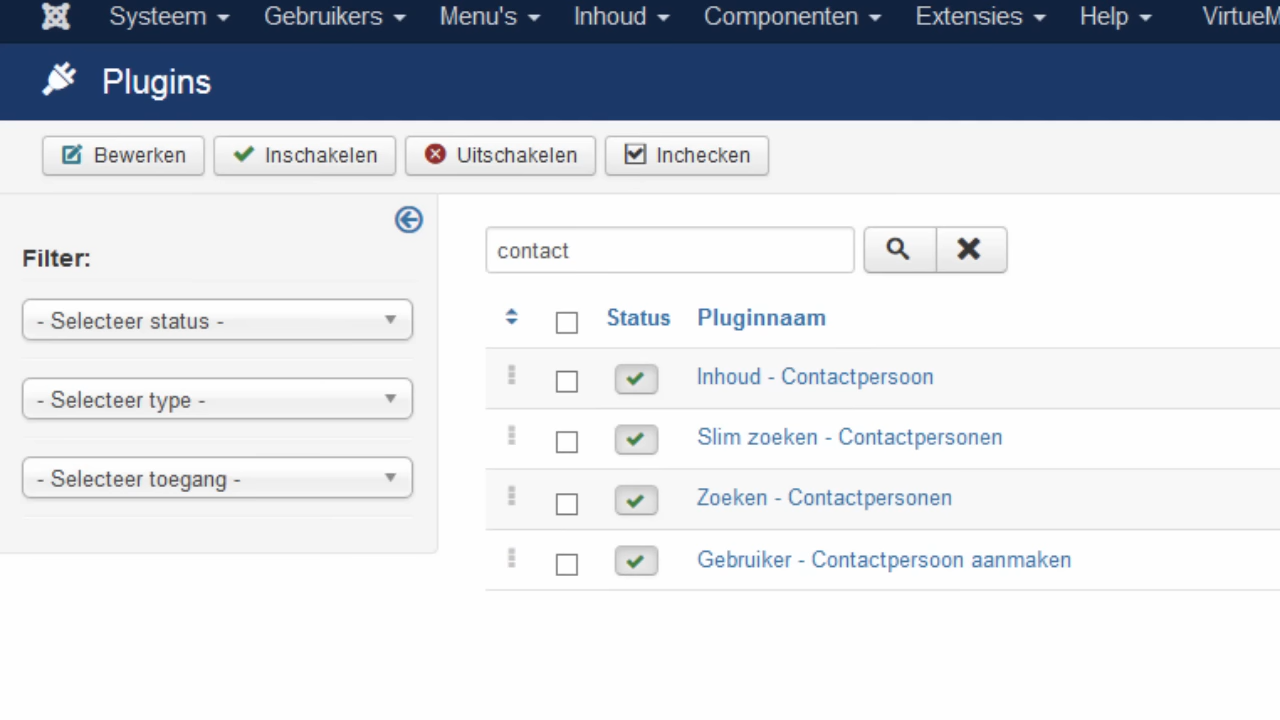 Systeem Gebruikers Menu's Inhoud Componenten Extensies Help VirtueM
Plugins
Bewerken Inschakelen Uitschakelen Inchecken
Filter:
- Selecteer status -
- Selecteer type -
- Selecteer toegang -
contact
Status Pluginnaam
Inhoud - Contactpersoon
Slim zoeken - Contactpersonen
Zoeken - Contactpersonen
Gebruiker - Contactpersoon aanmaken